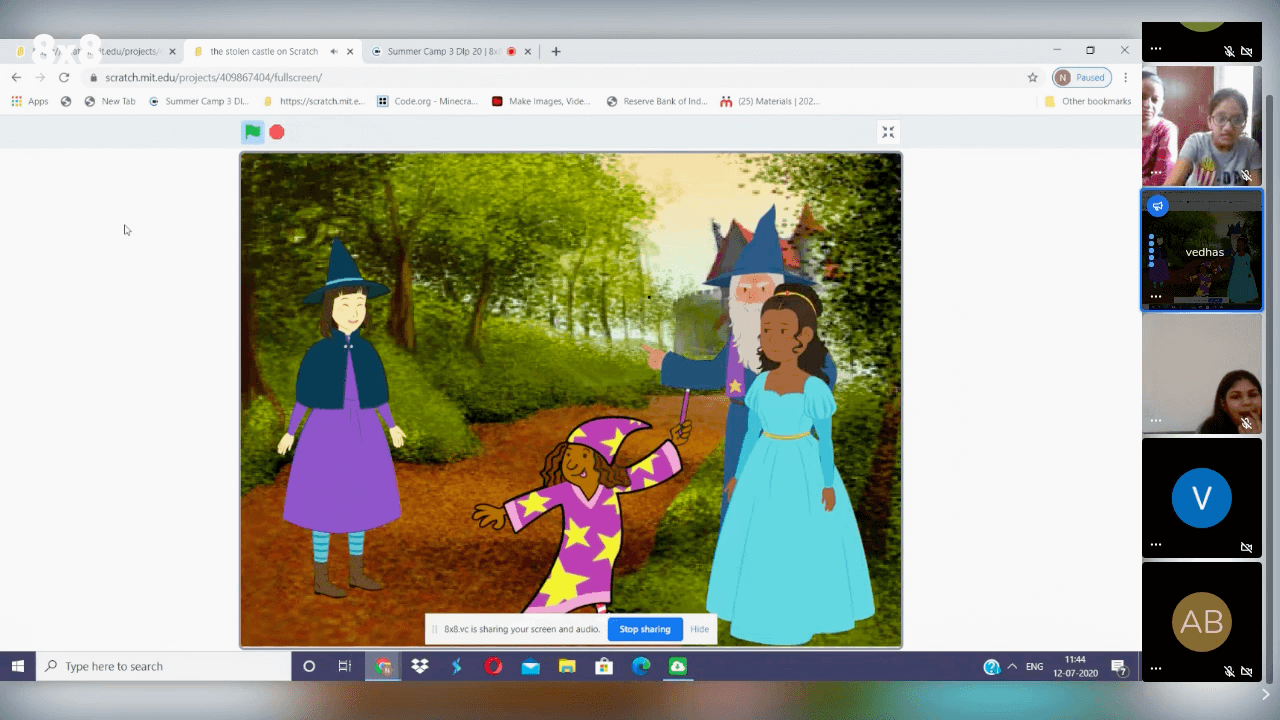 8x8
.edu/projects/
the stolen castle on Scratch
Summer Camp 3 Dlp 20 | 8x8
scratch.mit.edu/projects/409867404/fullscreen/
N Paused
Apps
New Tab
Summer Camp 3 Dl...
https://scratch.mit.e...
Code.org - Minecra...
Make Images, Vide...
Reserve Bank of Ind...
(25) Materials | 202...
Other bookmarks
vedhas
V
AB
8x8.vc is sharing your screen and audio.
Stop sharing
Hide
Type here to search
ENG
11:44
12-07-2020
7